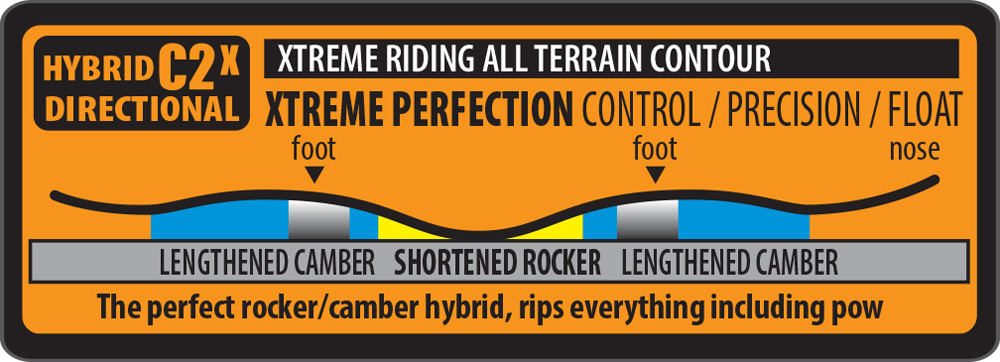 HYBRID C2X
DIRECTIONAL
XTREME RIDING ALL TERRAIN CONTOUR
XTREME PERFECTION CONTROL / PRECISION / FLOAT
foot foot nose
LENGTHENED CAMBER SHORTENED ROCKER LENGTHENED CAMBER
The perfect rocker/camber hybrid, rips everything including pow